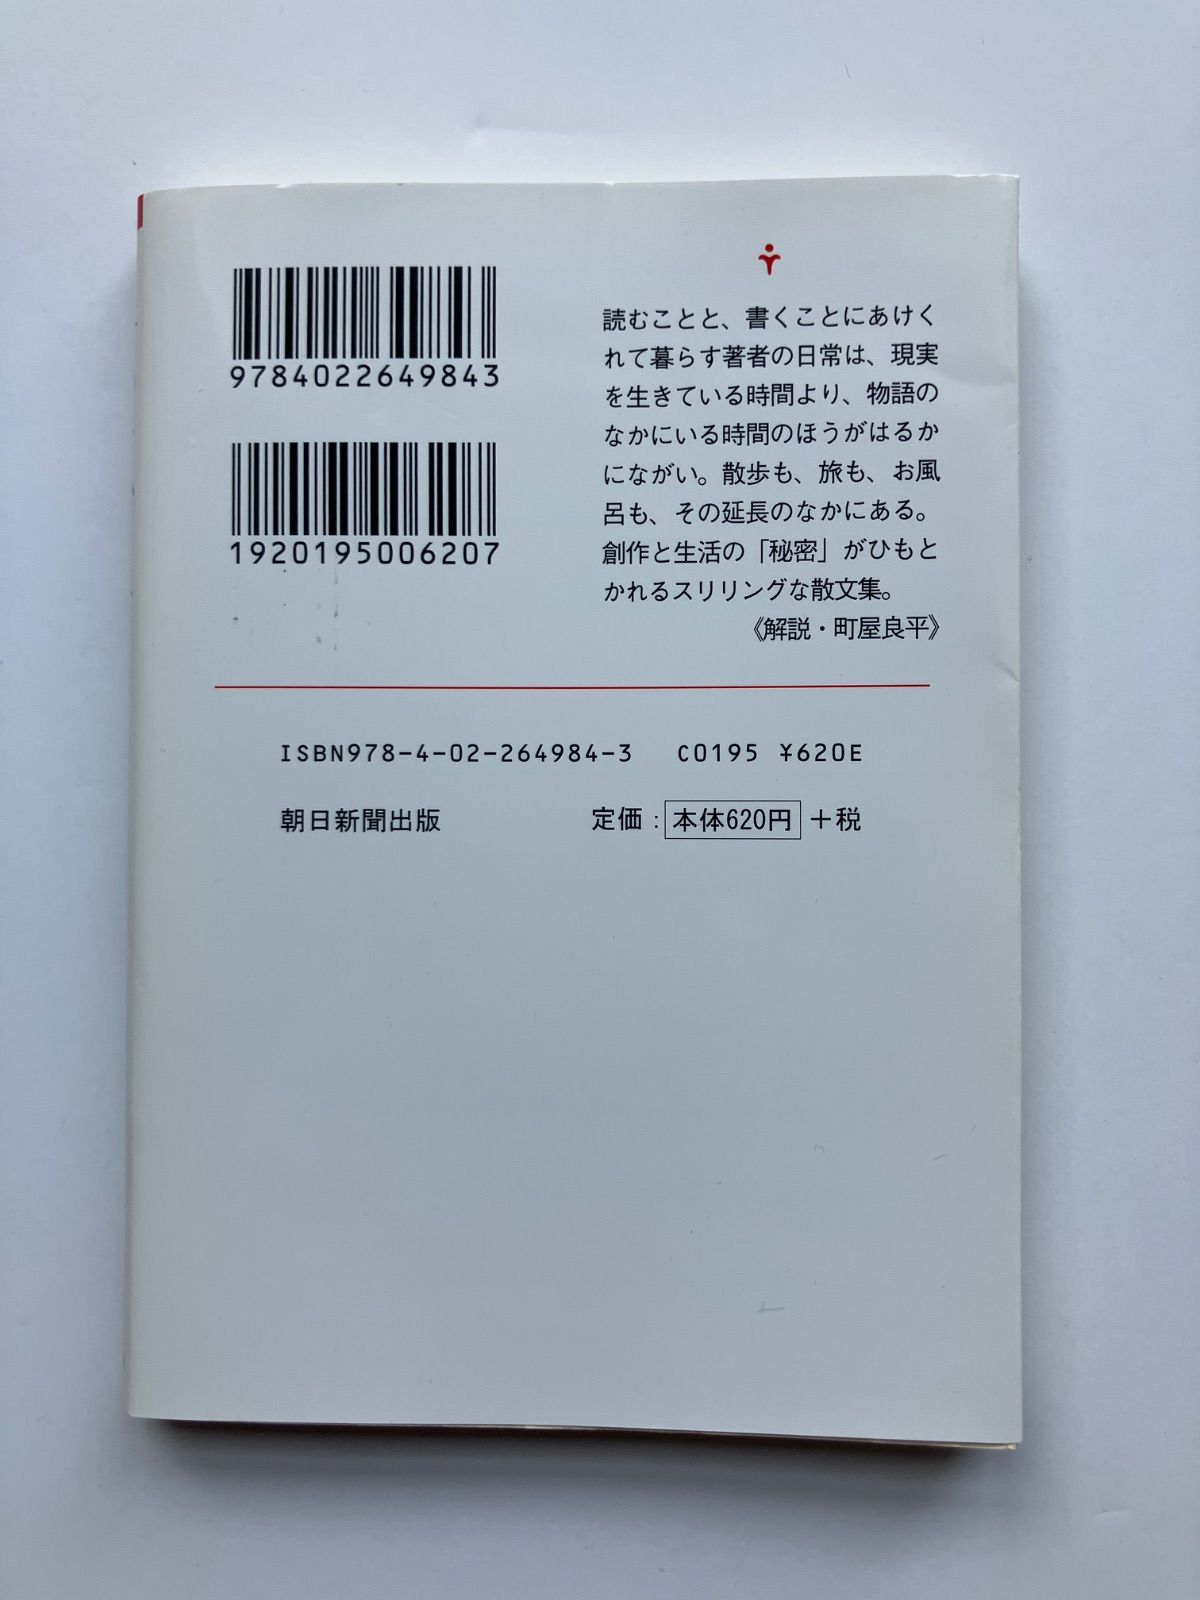 9784022649843
1920195006207
読むことと、書くことにあけく
れて暮らす著者の日常は、現実
を生きている時間より、物語の
なかにいる時間のほうがはるか
にながい。散歩も、旅も、お風
呂も、その延長のなかにある。
創作と生活の「秘密」がひもと
かれるスリリングな散文集。
《解説・町屋良平》
ISBN978-4-02-264984-3 C0195 ¥620E
朝日新聞出版 定価：本体620円＋税